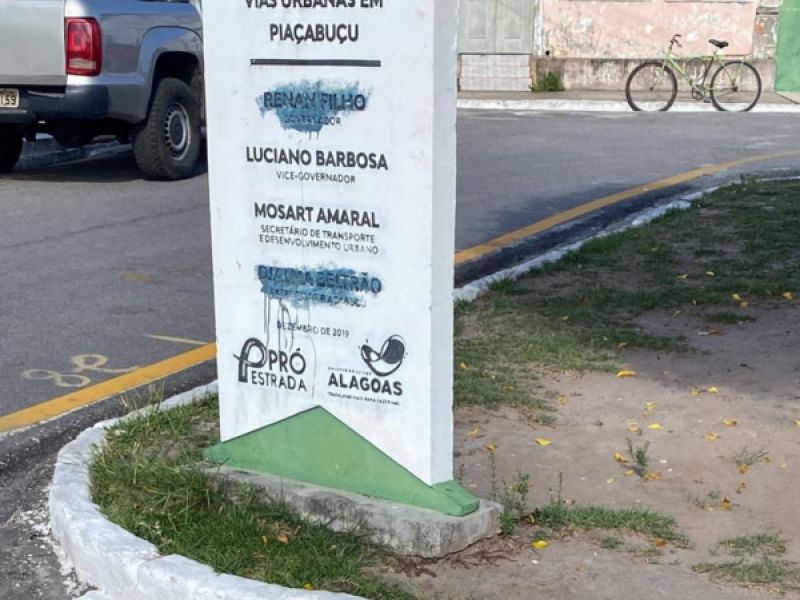 VIAS URBANAS EM
PIAÇABUÇU
RENAN FILHO
GOVERNADOR
LUCIANO BARBOSA
VICE-GOVERNADOR
MOSART AMARAL
SECRETÁRIO DE TRANSPORTE
E DESENVOLVIMENTO URBANO
DJALMA BELTRÃO
DEZEMBRO DE 2019
PRÓ
ESTRADA
ALAGOAS